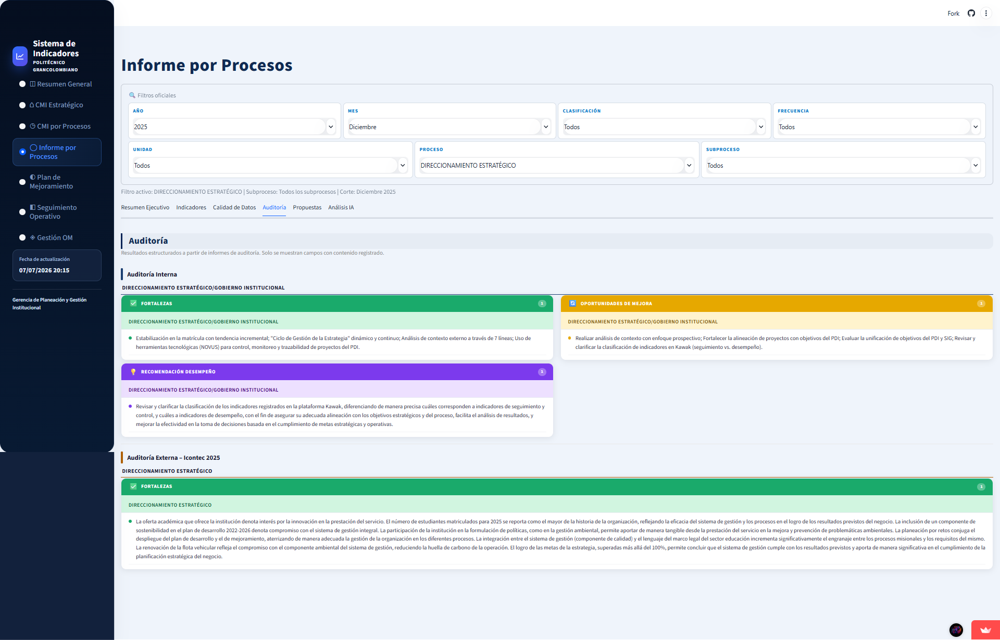 Fork
Sistema de
Indicadores
POLITÉCNICO
GRANCOLOMBIANO
Resumen General
CMI Estratégico
CMI por Procesos
Informe por
Procesos
Plan de
Mejoramiento
Seguimiento
Operativo
Gestión OM
Fecha de actualización
07/07/2026 20:15
Gerencia de Planeación y Gestión
Institucional
Informe por Procesos
Filtros oficiales
AÑO
MES
CLASIFICACIÓN
FRECUENCIA
2025
Diciembre
Todos
Todos
UNIDAD
PROCESO
SUBPROCESO
Todos
DIRECCIONAMIENTO ESTRATÉGICO
Todos
Filtro activo: DIRECCIONAMIENTO ESTRATÉGICO | Subproceso: Todos los subprocesos | Corte: Diciembre 2025
Resumen Ejecutivo Indicadores Calidad de Datos Auditoría Propuestas Análisis IA
Auditoría
Resultados estructurados a partir de informes de auditoría. Solo se muestran campos con contenido registrado.
Auditoría Interna
DIRECCIONAMIENTO ESTRATÉGICO/GOBIERNO INSTITUCIONAL
FORTALEZAS 1
DIRECCIONAMIENTO ESTRATÉGICO/GOBIERNO INSTITUCIONAL
Estabilización en la matrícula con tendencia incremental; "Ciclo de Gestión de la Estrategia" dinámico y continuo; Análisis de contexto externo a través de 7 líneas; Uso de
herramientas tecnológicas (NOVUS) para control, monitoreo y trazabilidad de proyectos del PDI.
OPORTUNIDADES DE MEJORA 1
DIRECCIONAMIENTO ESTRATÉGICO/GOBIERNO INSTITUCIONAL
Realizar análisis de contexto con enfoque prospectivo; Fortalecer la alineación de proyectos con objetivos del PDI; Evaluar la unificación de objetivos del PDI y SIG; Revisar y
clarificar la clasificación de indicadores en Kawak (seguimiento vs. desempeño).
RECOMENDACIÓN DESEMPEÑO 1
DIRECCIONAMIENTO ESTRATÉGICO/GOBIERNO INSTITUCIONAL
Revisar y clarificar la clasificación de los indicadores registrados en la plataforma Kawak, diferenciando de manera precisa cuáles corresponden a indicadores de seguimiento y
control, y cuáles a indicadores de desempeño, con el fin de asegurar su adecuada alineación con los objetivos estratégicos y del proceso, facilita el análisis de resultados, y
mejorar la efectividad en la toma de decisiones basada en el cumplimiento de metas estratégicas y operativas.
Auditoría Externa – Icontec 2025
DIRECCIONAMIENTO ESTRATÉGICO
FORTALEZAS 1
DIRECCIONAMIENTO ESTRATÉGICO
La oferta académica que ofrece la institución denota interés por la innovación en la prestación del servicio. El número de estudiantes matriculados para 2025 se reporta como el mayor de la historia de la organización, reflejando la eficacia del sistema de gestión y los procesos en el logro de los resultados previstos del negocio. La inclusión de un componente de
sostenibilidad en el plan de desarrollo 2022-2026 denota compromiso con el sistema de gestión integral. La participación de la institución en la formulación de políticas, como en la gestión ambiental, permite aportar de manera tangible desde la prestación del servicio en la mejora y prevención de problemáticas ambientales. La planeación por retos conjuga el
despliegue del plan de desarrollo y el de mejoramiento, aterrizando de manera adecuada la gestión de la organización en los diferentes procesos. La integración entre el sistema de gestión (componente de calidad) y el lenguaje del marco legal del sector educación incrementa significativamente el engranaje entre los procesos misionales y los requisitos del mismo.
La renovación de la flota vehicular refleja el compromiso con el componente ambiental del sistema de gestión, reduciendo la huella de carbono de la operación. El logro de las metas de la estrategia, superadas más allá del 100%, permite concluir que el sistema de gestión cumple con los resultados previstos y aporta de manera significativa en el cumplimiento de la
planificación estratégica del negocio.